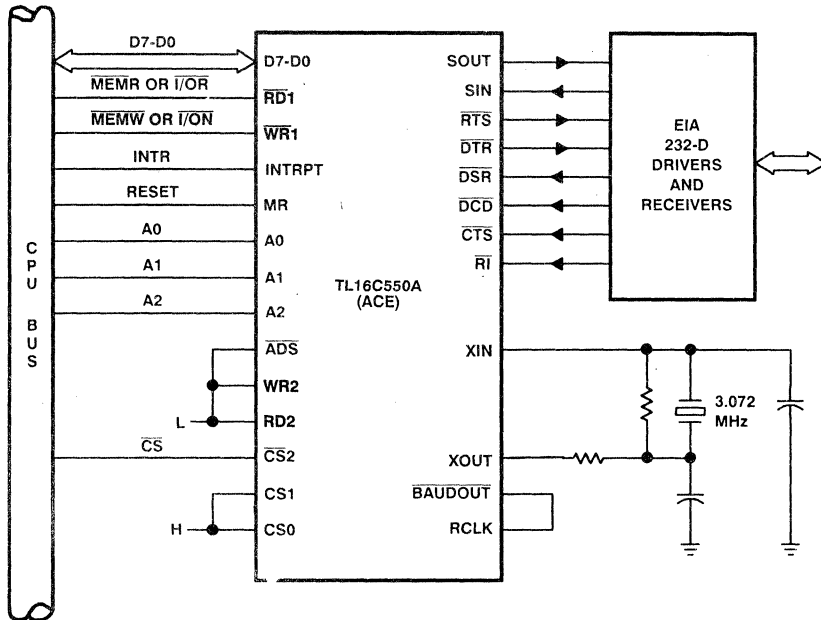 D7-D0
MEMR OR I/OR
MEMW OR I/ON
INTR
RESET
A0
A1
A2
L
CS
H
CPU BUS
D7-D0
RD1
WR1
INTRPT
MR
A0
A1
A2
ADS
WR2
RD2
CS2
CS1
CS0
TL16C550A
(ACE)
SOUT
SIN
RTS
DTR
DSR
DCD
CTS
RI
XIN
XOUT
BAUDOUT
RCLK
EIA
232-D
DRIVERS
AND
RECEIVERS
3.072
MHz